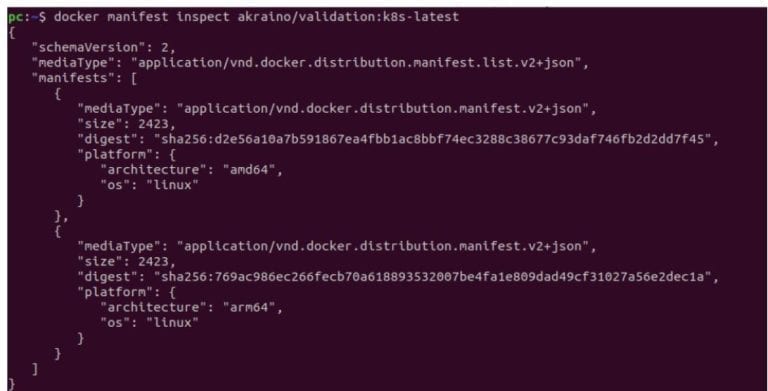 pc:~$ docker manifest inspect akraino/validation:k8s-latest
{
   "schemaVersion": 2,
   "mediaType": "application/vnd.docker.distribution.manifest.list.v2+json",
   "manifests": [
      {
         "mediaType": "application/vnd.docker.distribution.manifest.v2+json",
         "size": 2423,
         "digest": "sha256:d2e56a10a7b591867ea4fbb1ac8bbf74ec3288c38677c93daf746fb2d2dd7f45",
         "platform": {
            "architecture": "amd64",
            "os": "linux"
         }
      },
      {
         "mediaType": "application/vnd.docker.distribution.manifest.v2+json",
         "size": 2423,
         "digest": "sha256:769ac986ec266fecb70a618893532007be4fa1e809dad49cf31027a56e2dec1a",
         "platform": {
            "architecture": "arm64",
            "os": "linux"
         }
      }
   ]
}